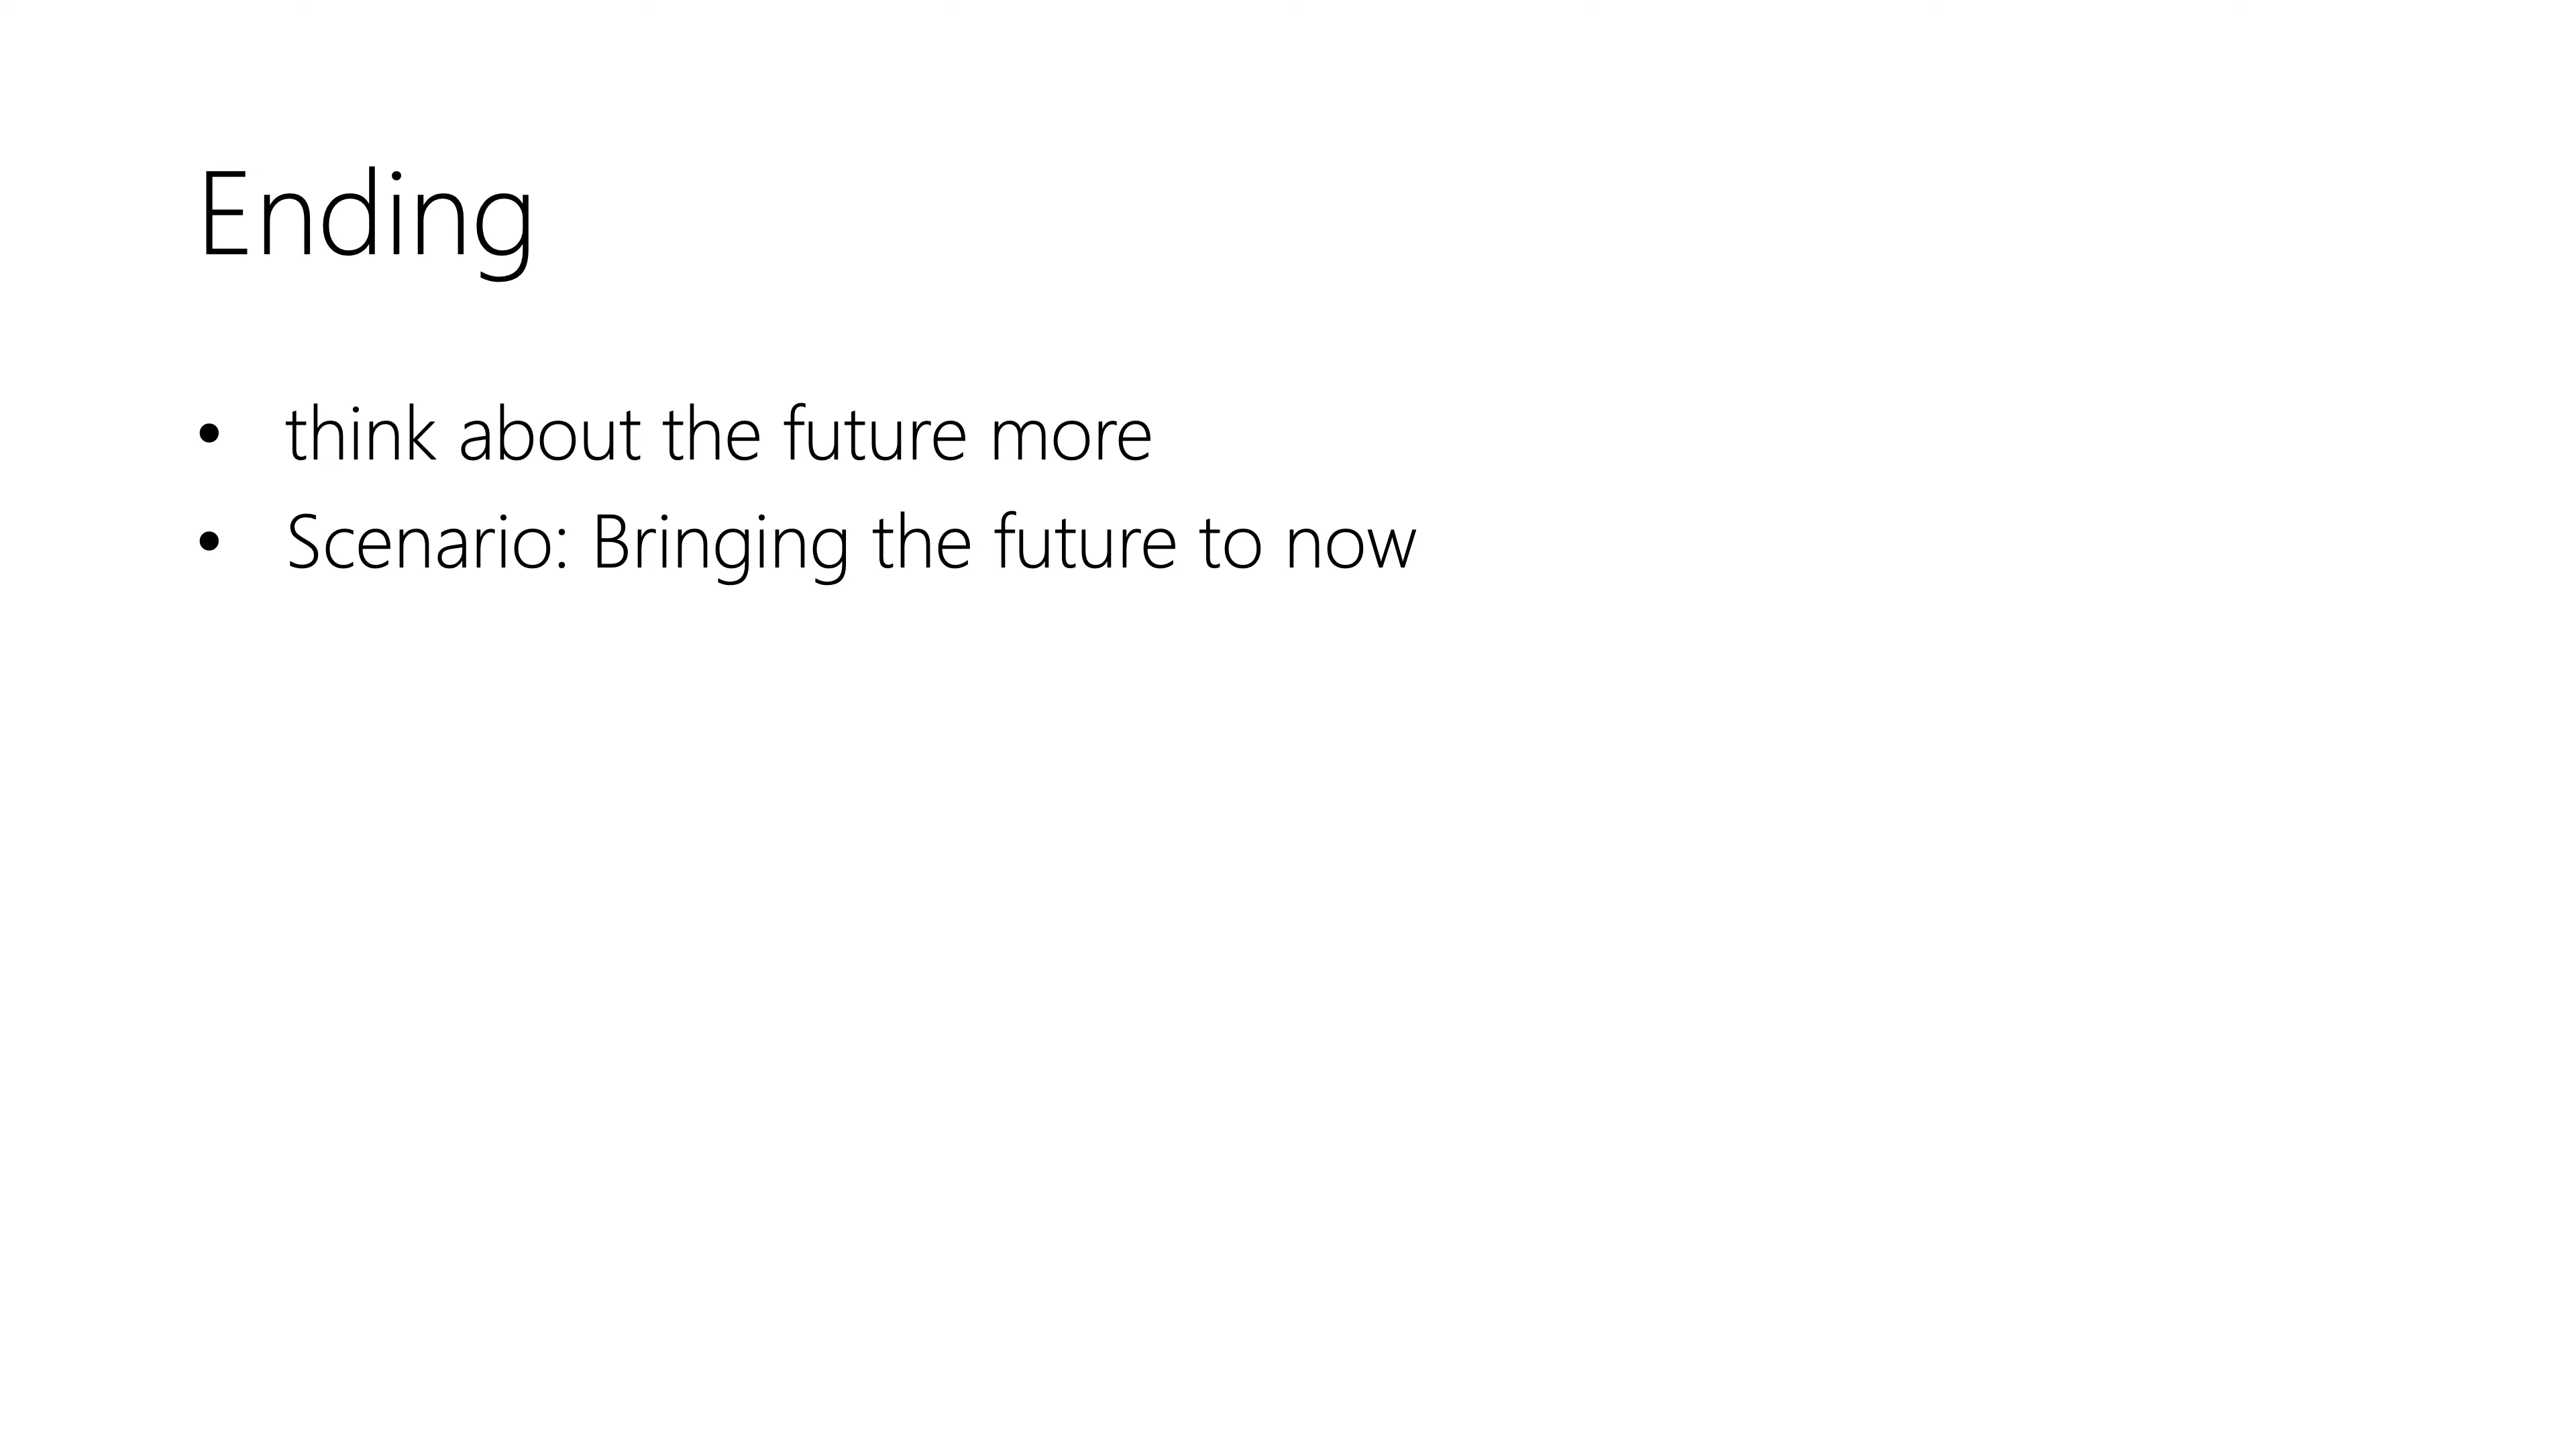 Ending
• think about the future more
• Scenario: Bringing the future to now